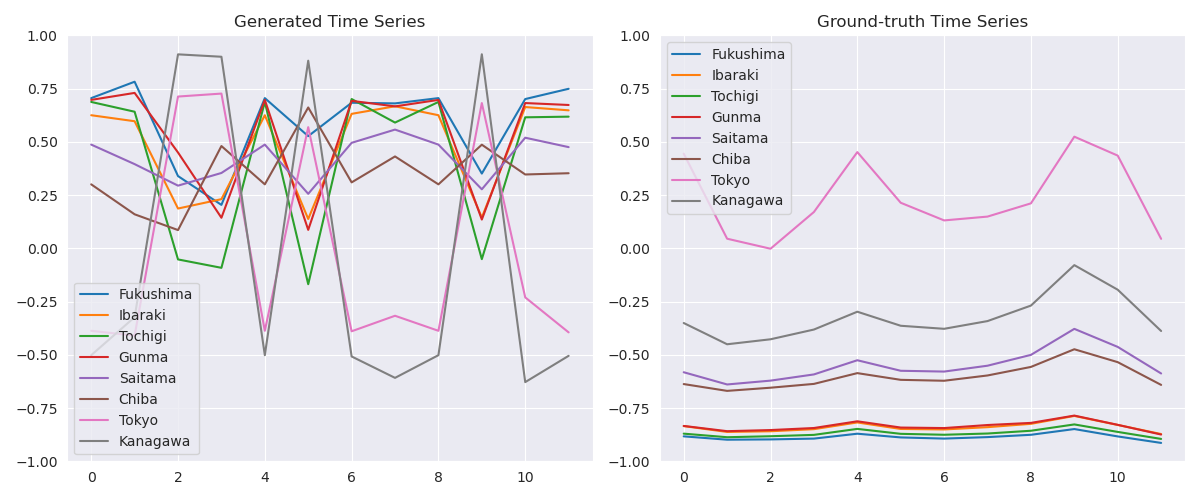 Generated Time Series
1.00
0.75
0.50
0.25
0.00
−0.25
−0.50
−0.75
−1.00
Fukushima
Ibaraki
Tochigi
Gunma
Saitama
Chiba
Tokyo
Kanagawa
0 2 4 6 8 10
Ground-truth Time Series
1.00
0.75
0.50
0.25
0.00
−0.25
−0.50
−0.75
−1.00
Fukushima
Ibaraki
Tochigi
Gunma
Saitama
Chiba
Tokyo
Kanagawa
0 2 4 6 8 10